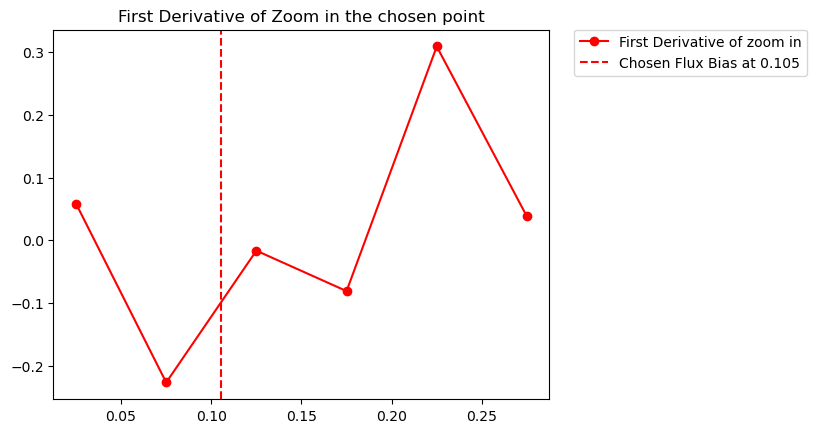 First Derivative of Zoom in the chosen point
First Derivative of zoom in
Chosen Flux Bias at 0.105
0.3
0.2
0.1
0.0
−0.1
−0.2
0.05 0.10 0.15 0.20 0.25